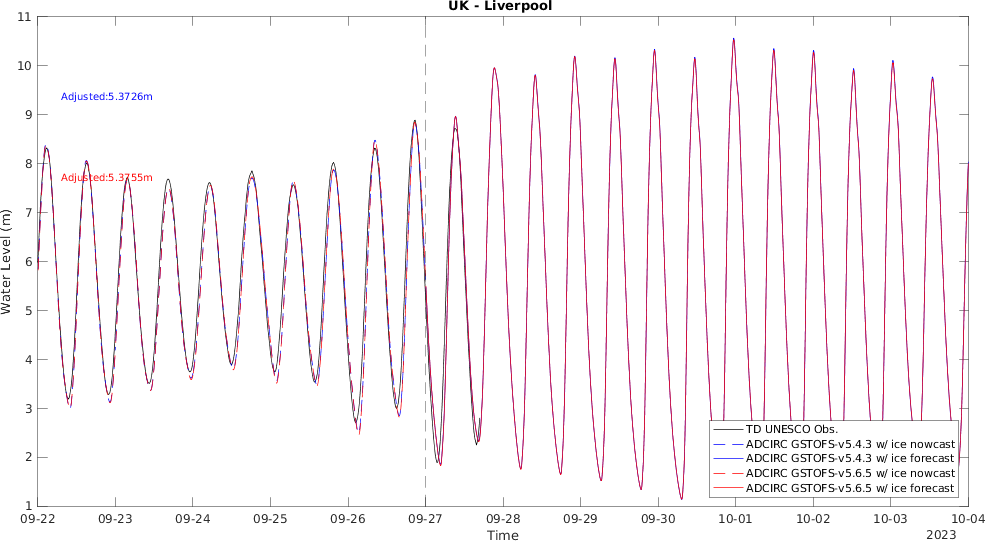 UK - Liverpool
11
10
9
8
7
6
5
4
3
2
1
Water Level (m)
Adjusted:5.3726m
Adjusted:5.3755m
TD UNESCO Obs.
ADCIRC GSTOFS-v5.4.3 w/ ice nowcast
ADCIRC GSTOFS-v5.4.3 w/ ice forecast
ADCIRC GSTOFS-v5.6.5 w/ ice nowcast
ADCIRC GSTOFS-v5.6.5 w/ ice forecast
09-22 09-23 09-24 09-25 09-26 09-27 09-28 09-29 09-30 10-01 10-02 10-03 10-04
Time
2023